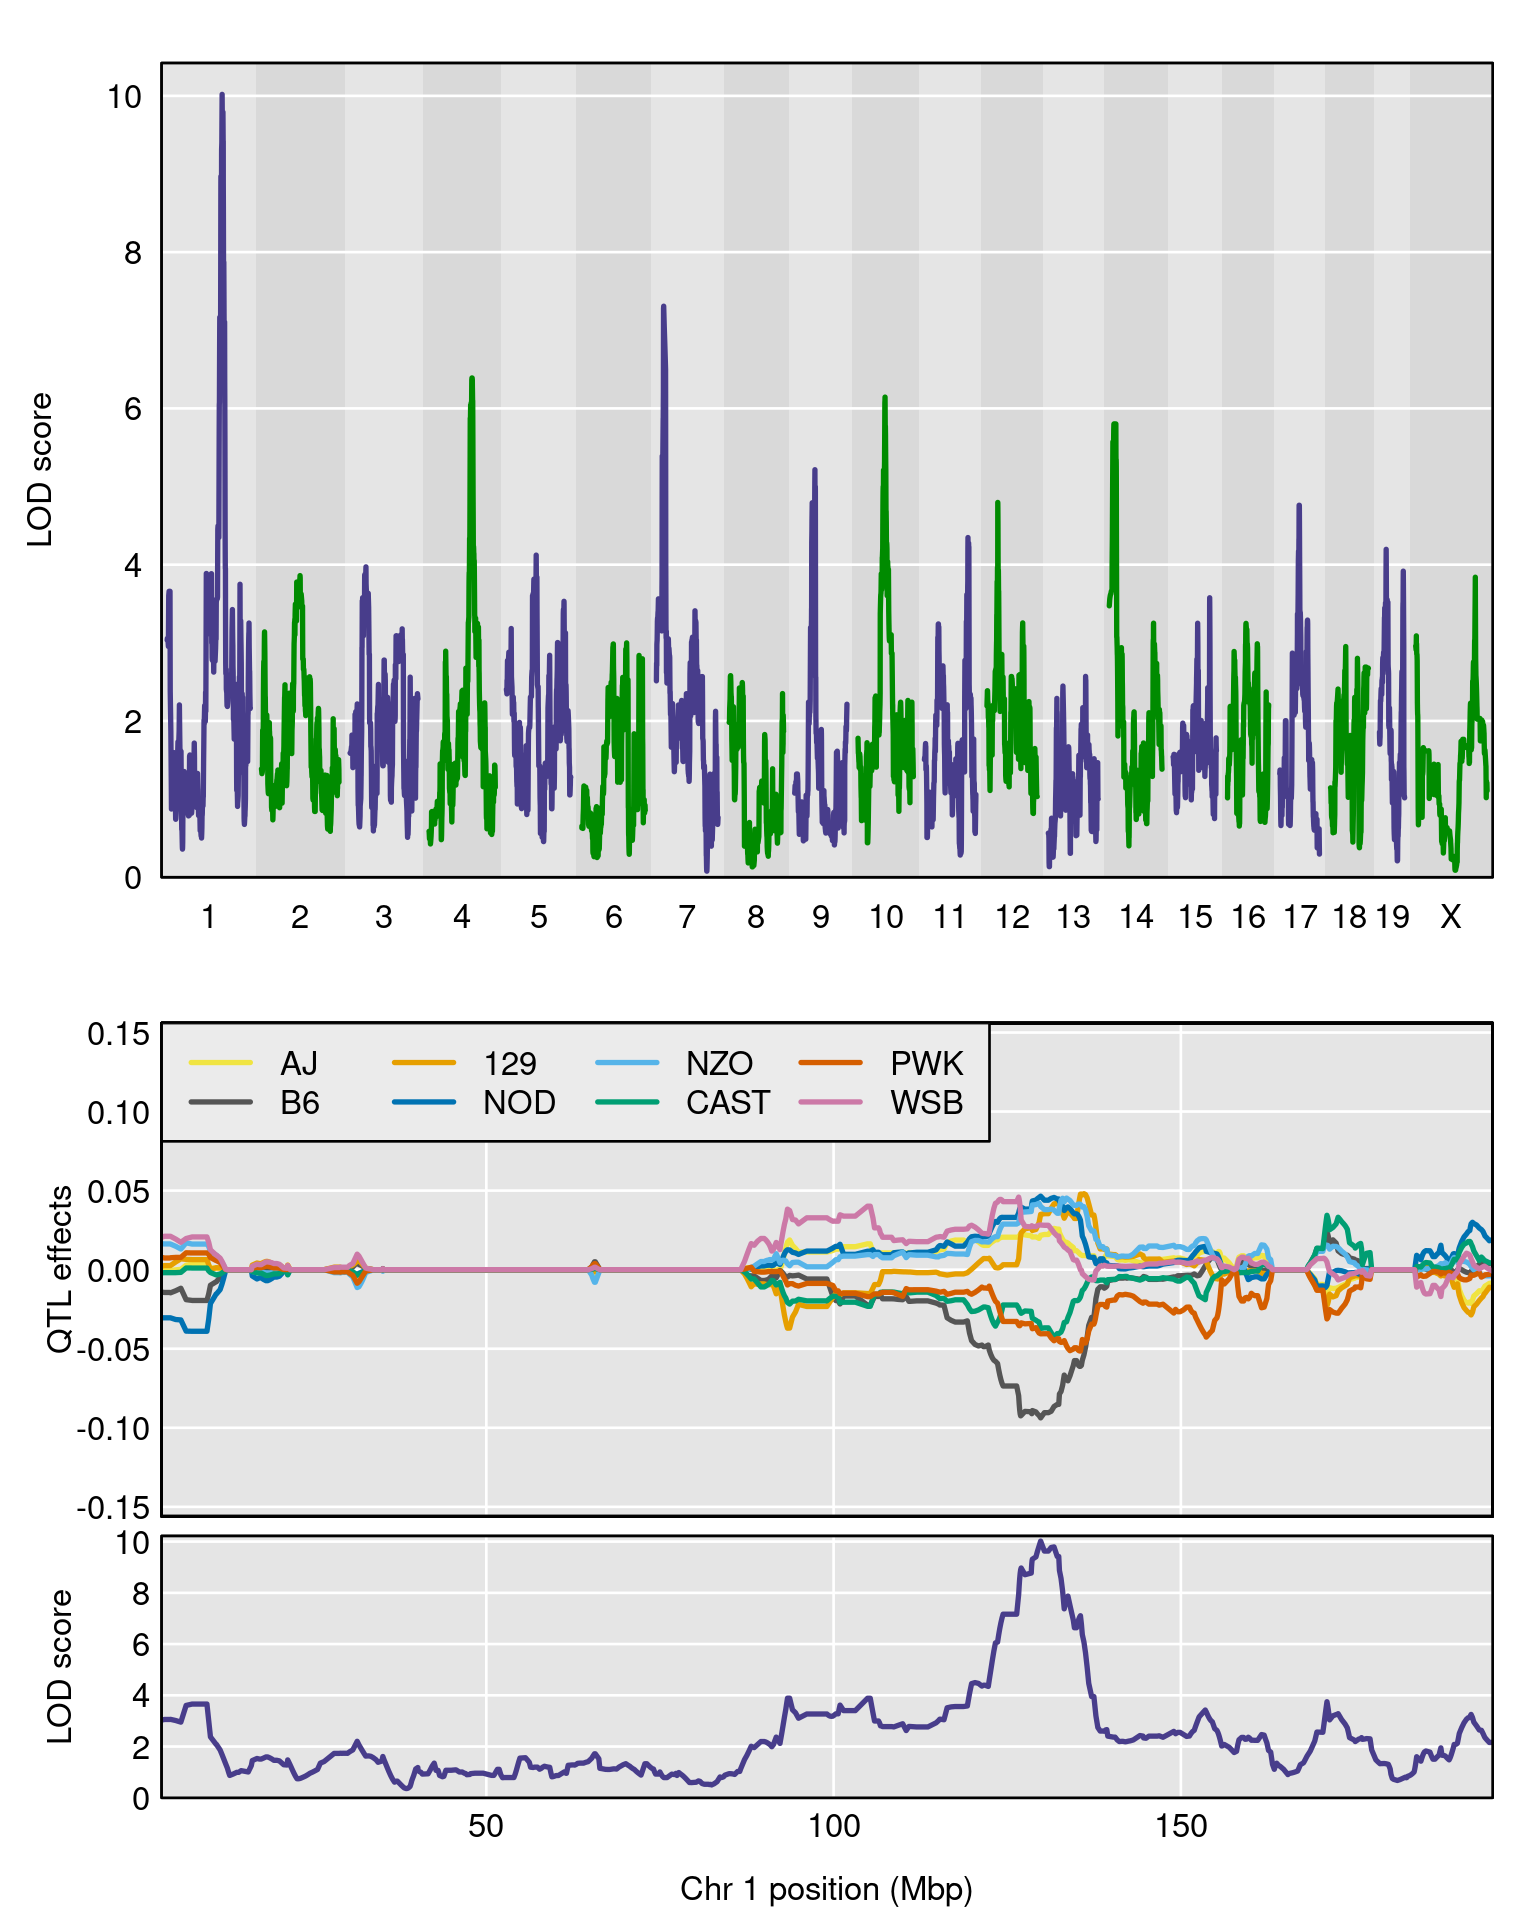 10
8
6
4
2
0
LOD score
1 2 3 4 5 6 7 8 9 10 11 12 13 14 15 16 17 18 19 X
0.15
0.10
0.05
0.00
-0.05
-0.10
-0.15
QTL effects
AJ 129 NZO PWK
B6 NOD CAST WSB
10
8
6
4
2
0
LOD score
50 100 150
Chr 1 position (Mbp)